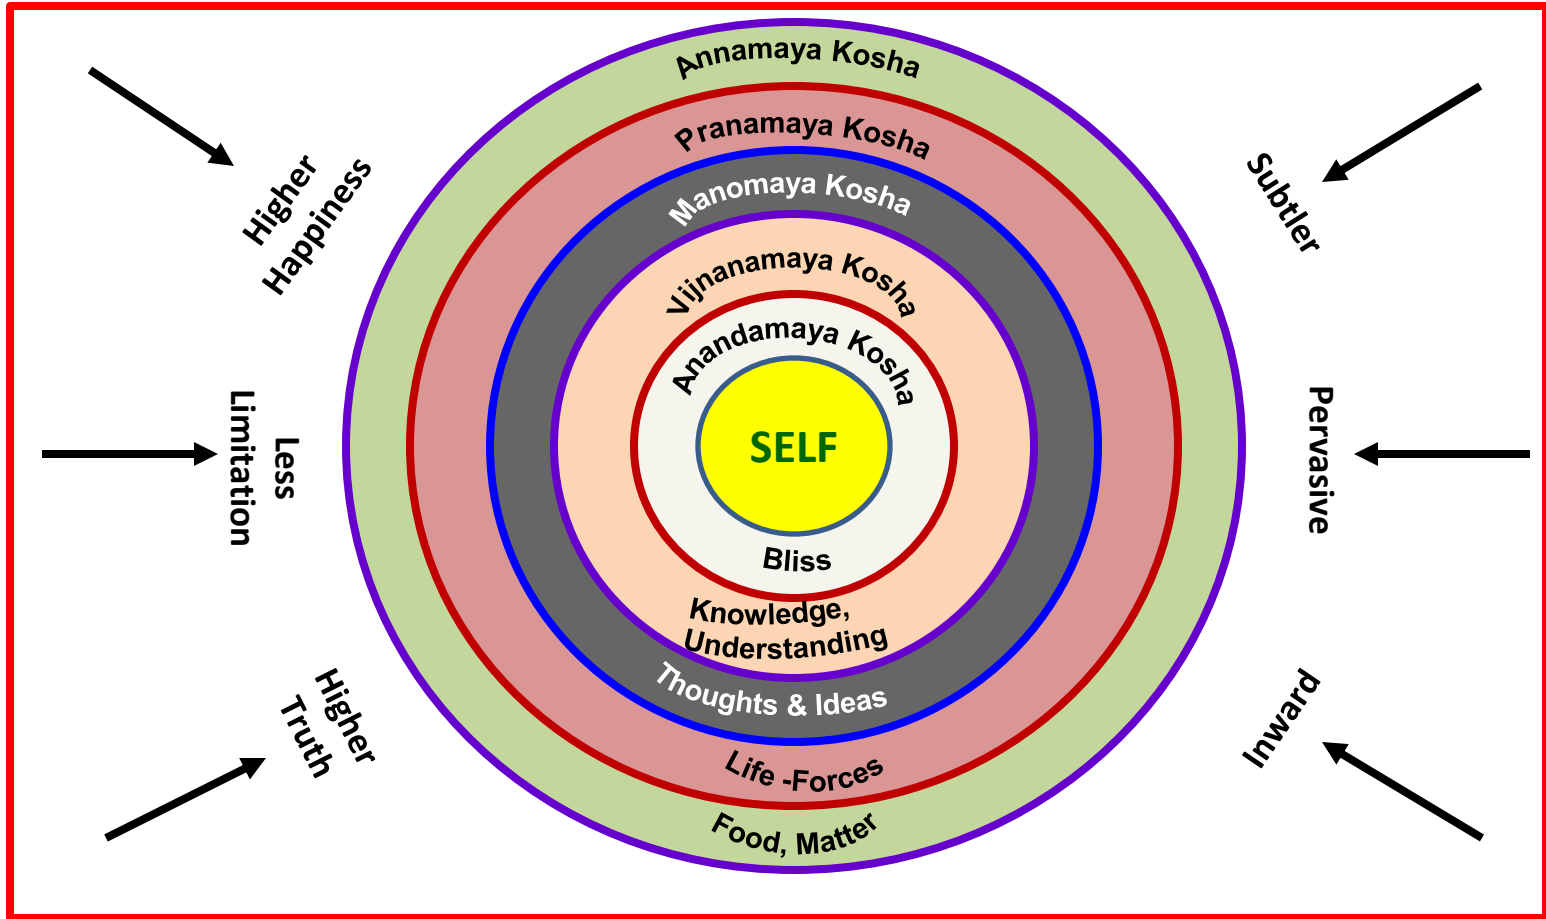 Annamaya Kosha
Pranamaya Kosha
Manomaya Kosha
Vijnanamaya Kosha
Anandamaya Kosha
SELF
Bliss
Knowledge,
Understanding
Thoughts & Ideas
Life -Forces
Food, Matter
Higher
Happiness
Less
Limitation
Higher
Truth
Subtler
Pervasive
Inward